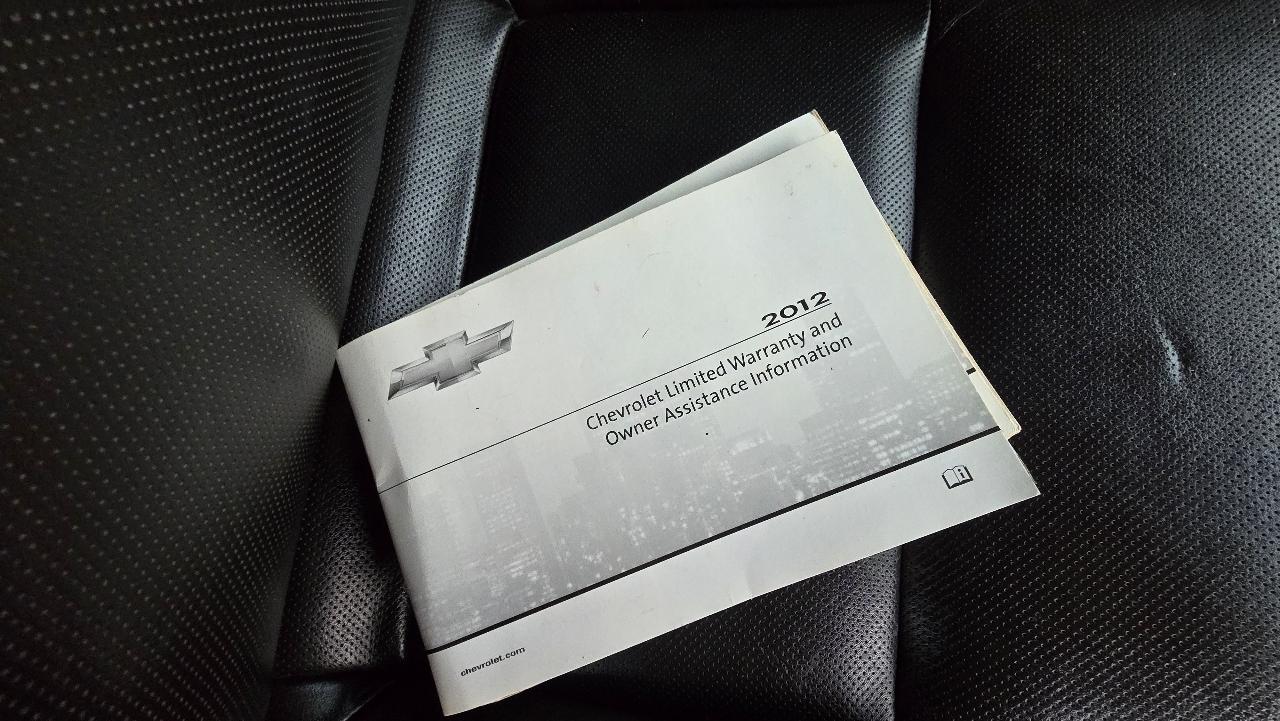 2012
Chevrolet Limited Warranty and
Owner Assistance Information
chevrolet.com